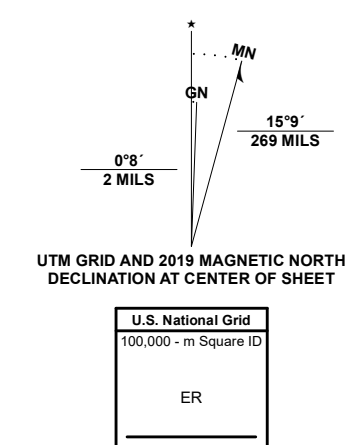 ★
MN
GN
15°9´
269 MILS
0°8´
2 MILS
UTM GRID AND 2019 MAGNETIC NORTH
DECLINATION AT CENTER OF SHEET
U.S. National Grid
100,000 - m Square ID
ER